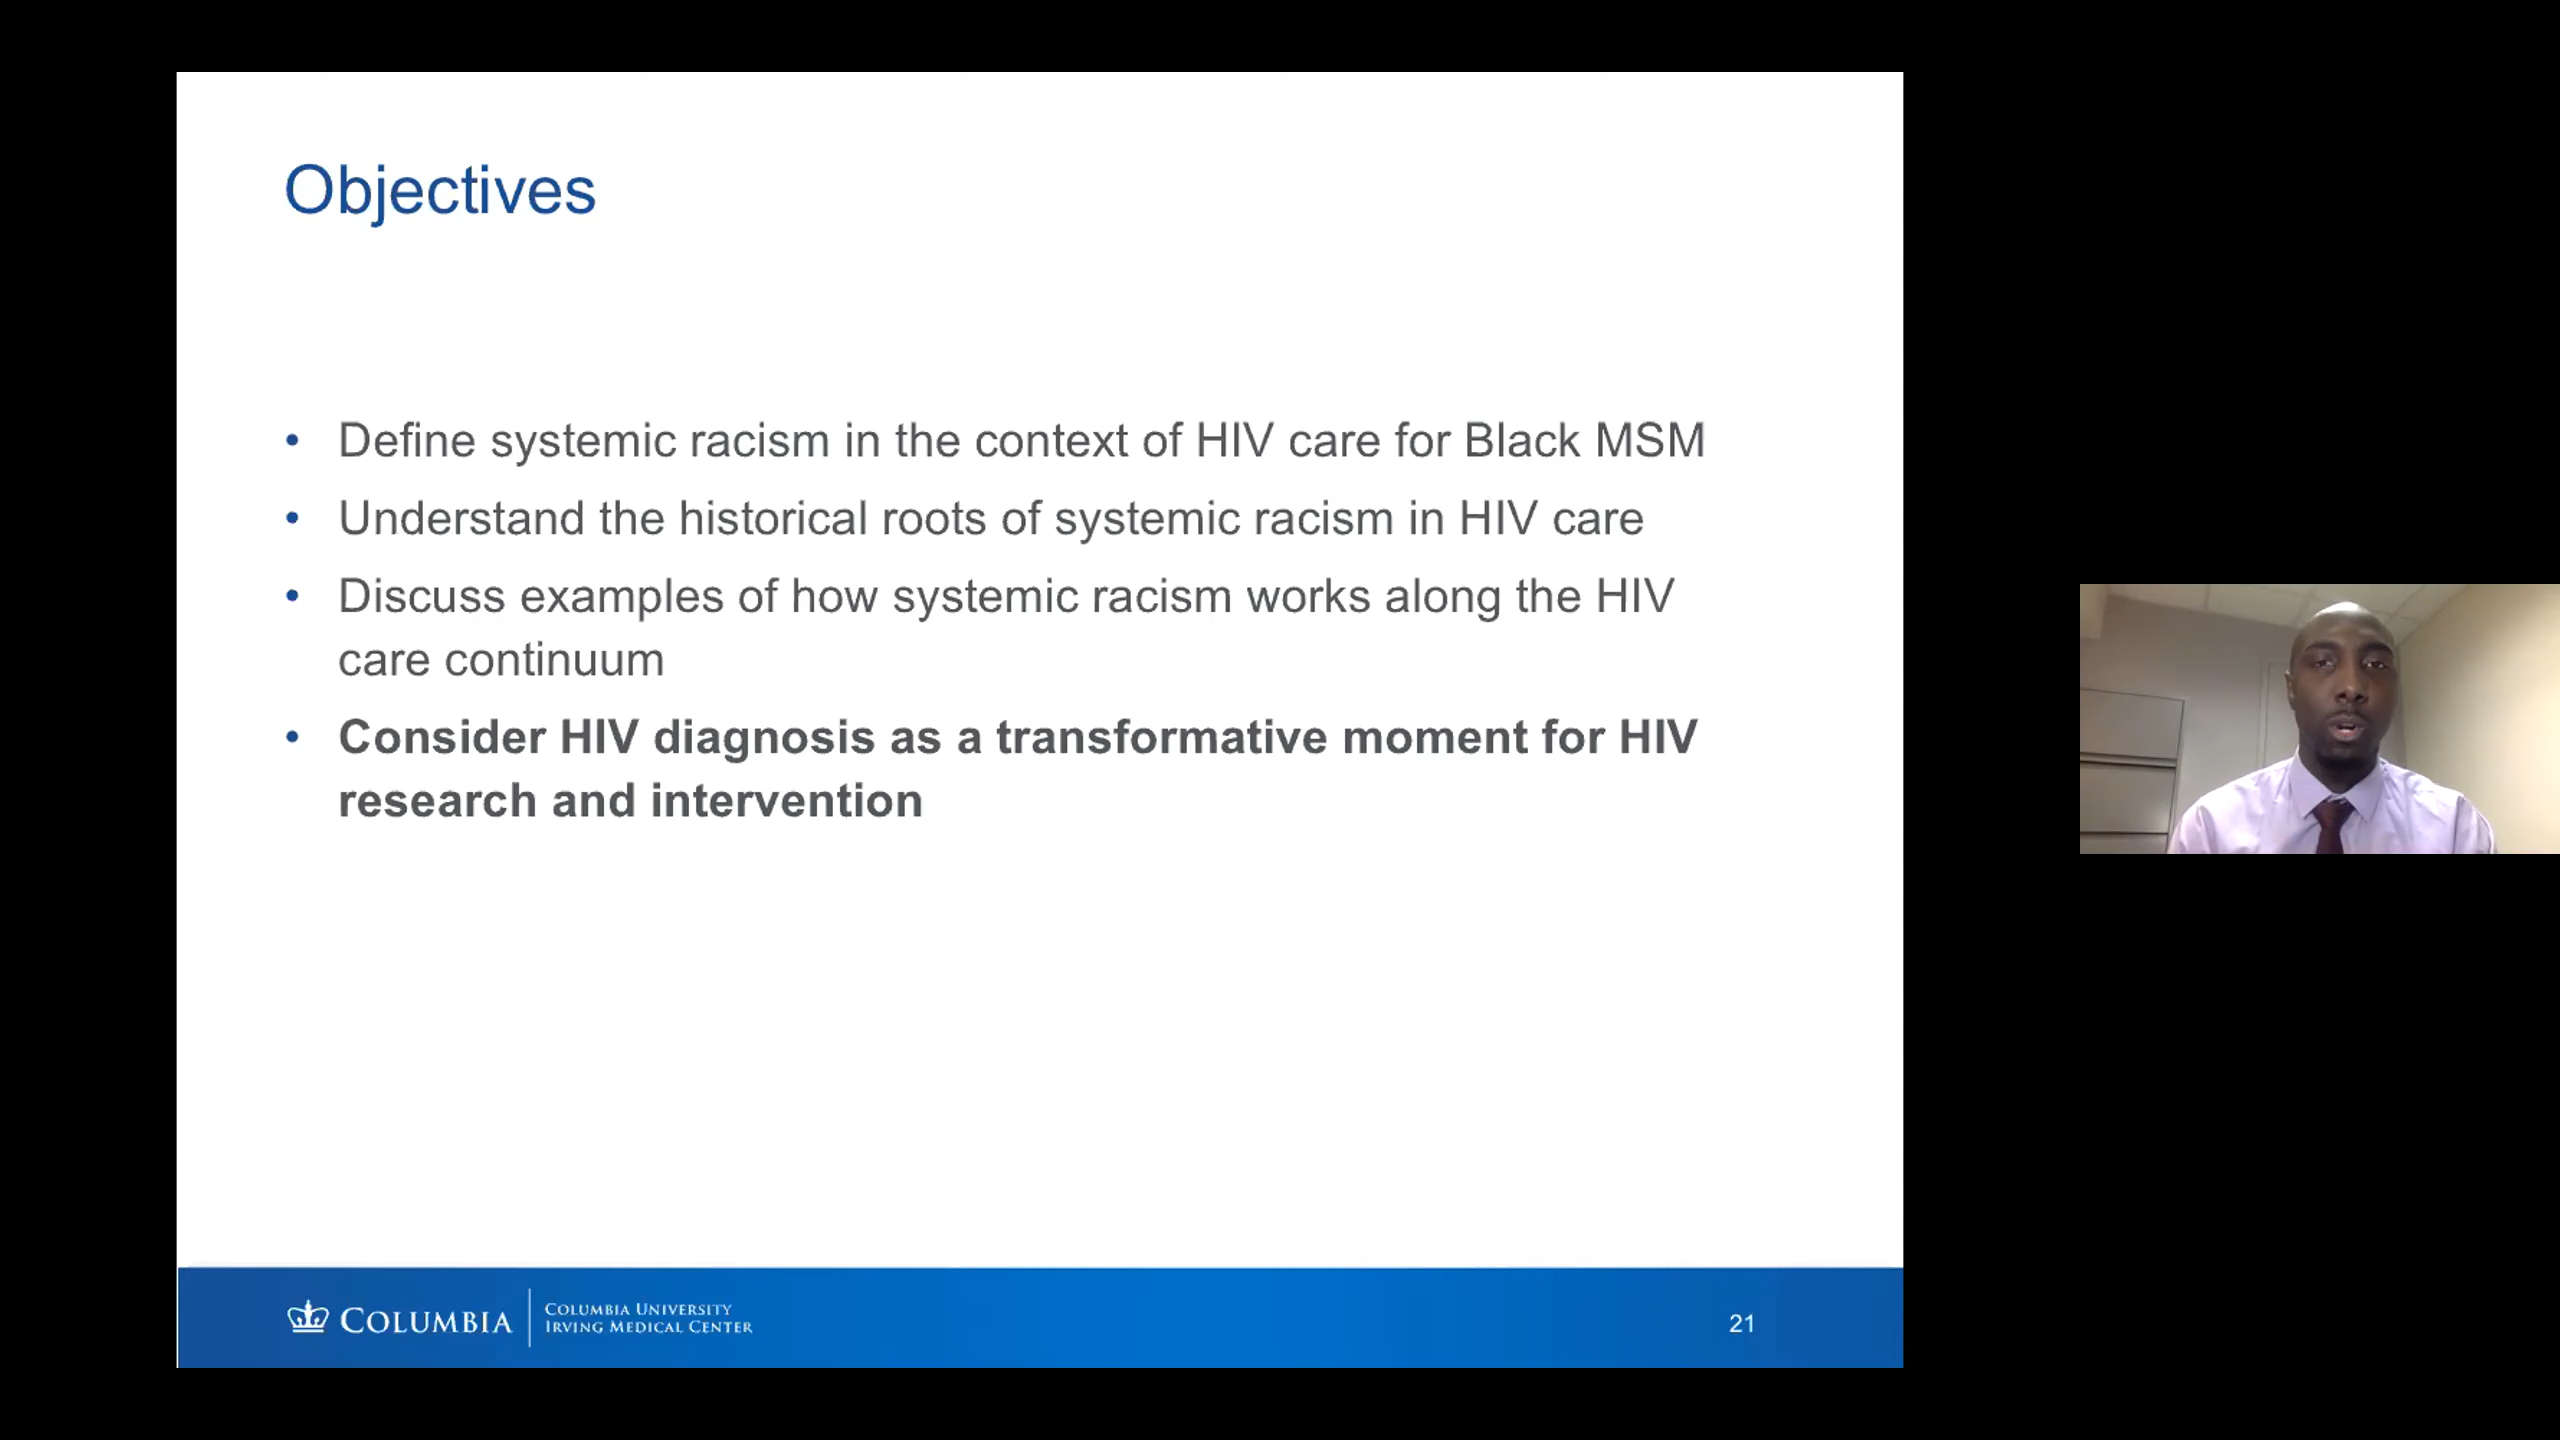 Objectives
• Define systemic racism in the context of HIV care for Black MSM
• Understand the historical roots of systemic racism in HIV care
• Discuss examples of how systemic racism works along the HIV
care continuum
• Consider HIV diagnosis as a transformative moment for HIV
research and intervention
COLUMBIA
COLUMBIA UNIVERSITY
IRVING MEDICAL CENTER
21